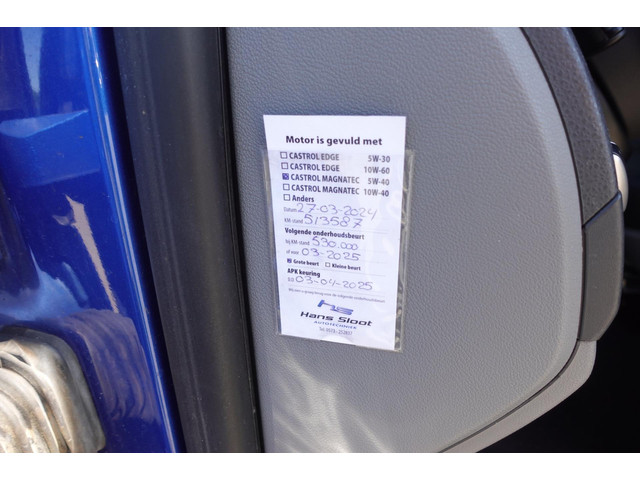 Motor is gevuld met
CASTROL EDGE 5W-30
CASTROL EDGE 10W-60
CASTROL MAGNATEC 5W-40
CASTROL MAGNATEC 10W-40
Anders
Datum 27-03-2024
KM-stand 513587
Volgende onderhoudsbeurt
bij KM-stand 530.000
of voor 03-2025
Grote beurt Kleine beurt
APK keuring
03-04-2025
Hans Sloot
AUTOTECHNIEK